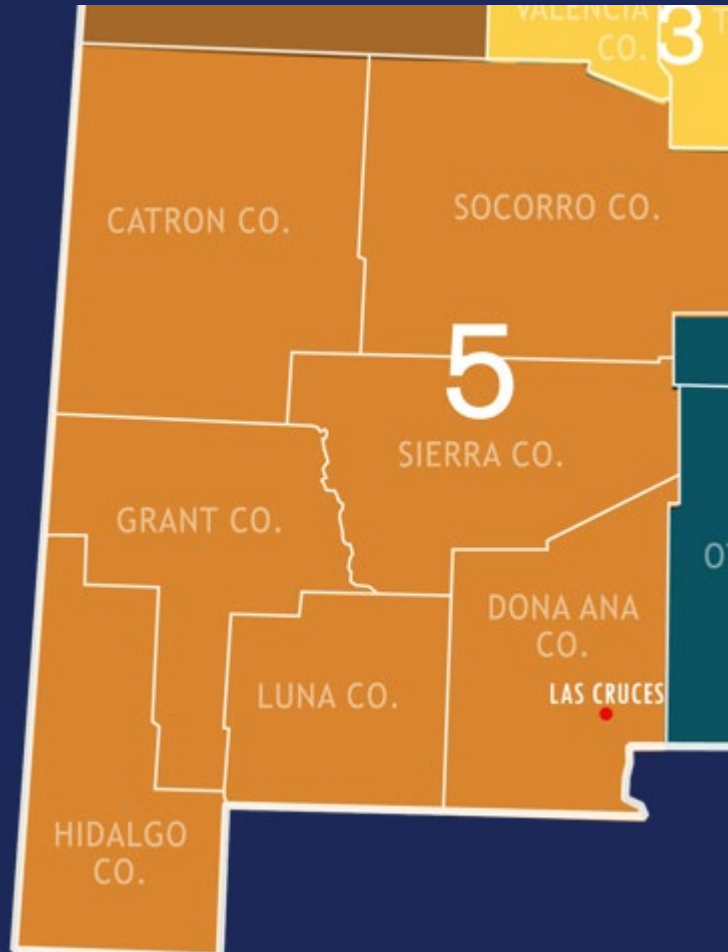 VALENCIA T
CO.
3
CATRON CO.
SOCORRO CO.
5
SIERRA CO.
GRANT CO.
O
DONA ANA
CO.
LUNA CO.
LAS CRUCES
HIDALGO
CO.